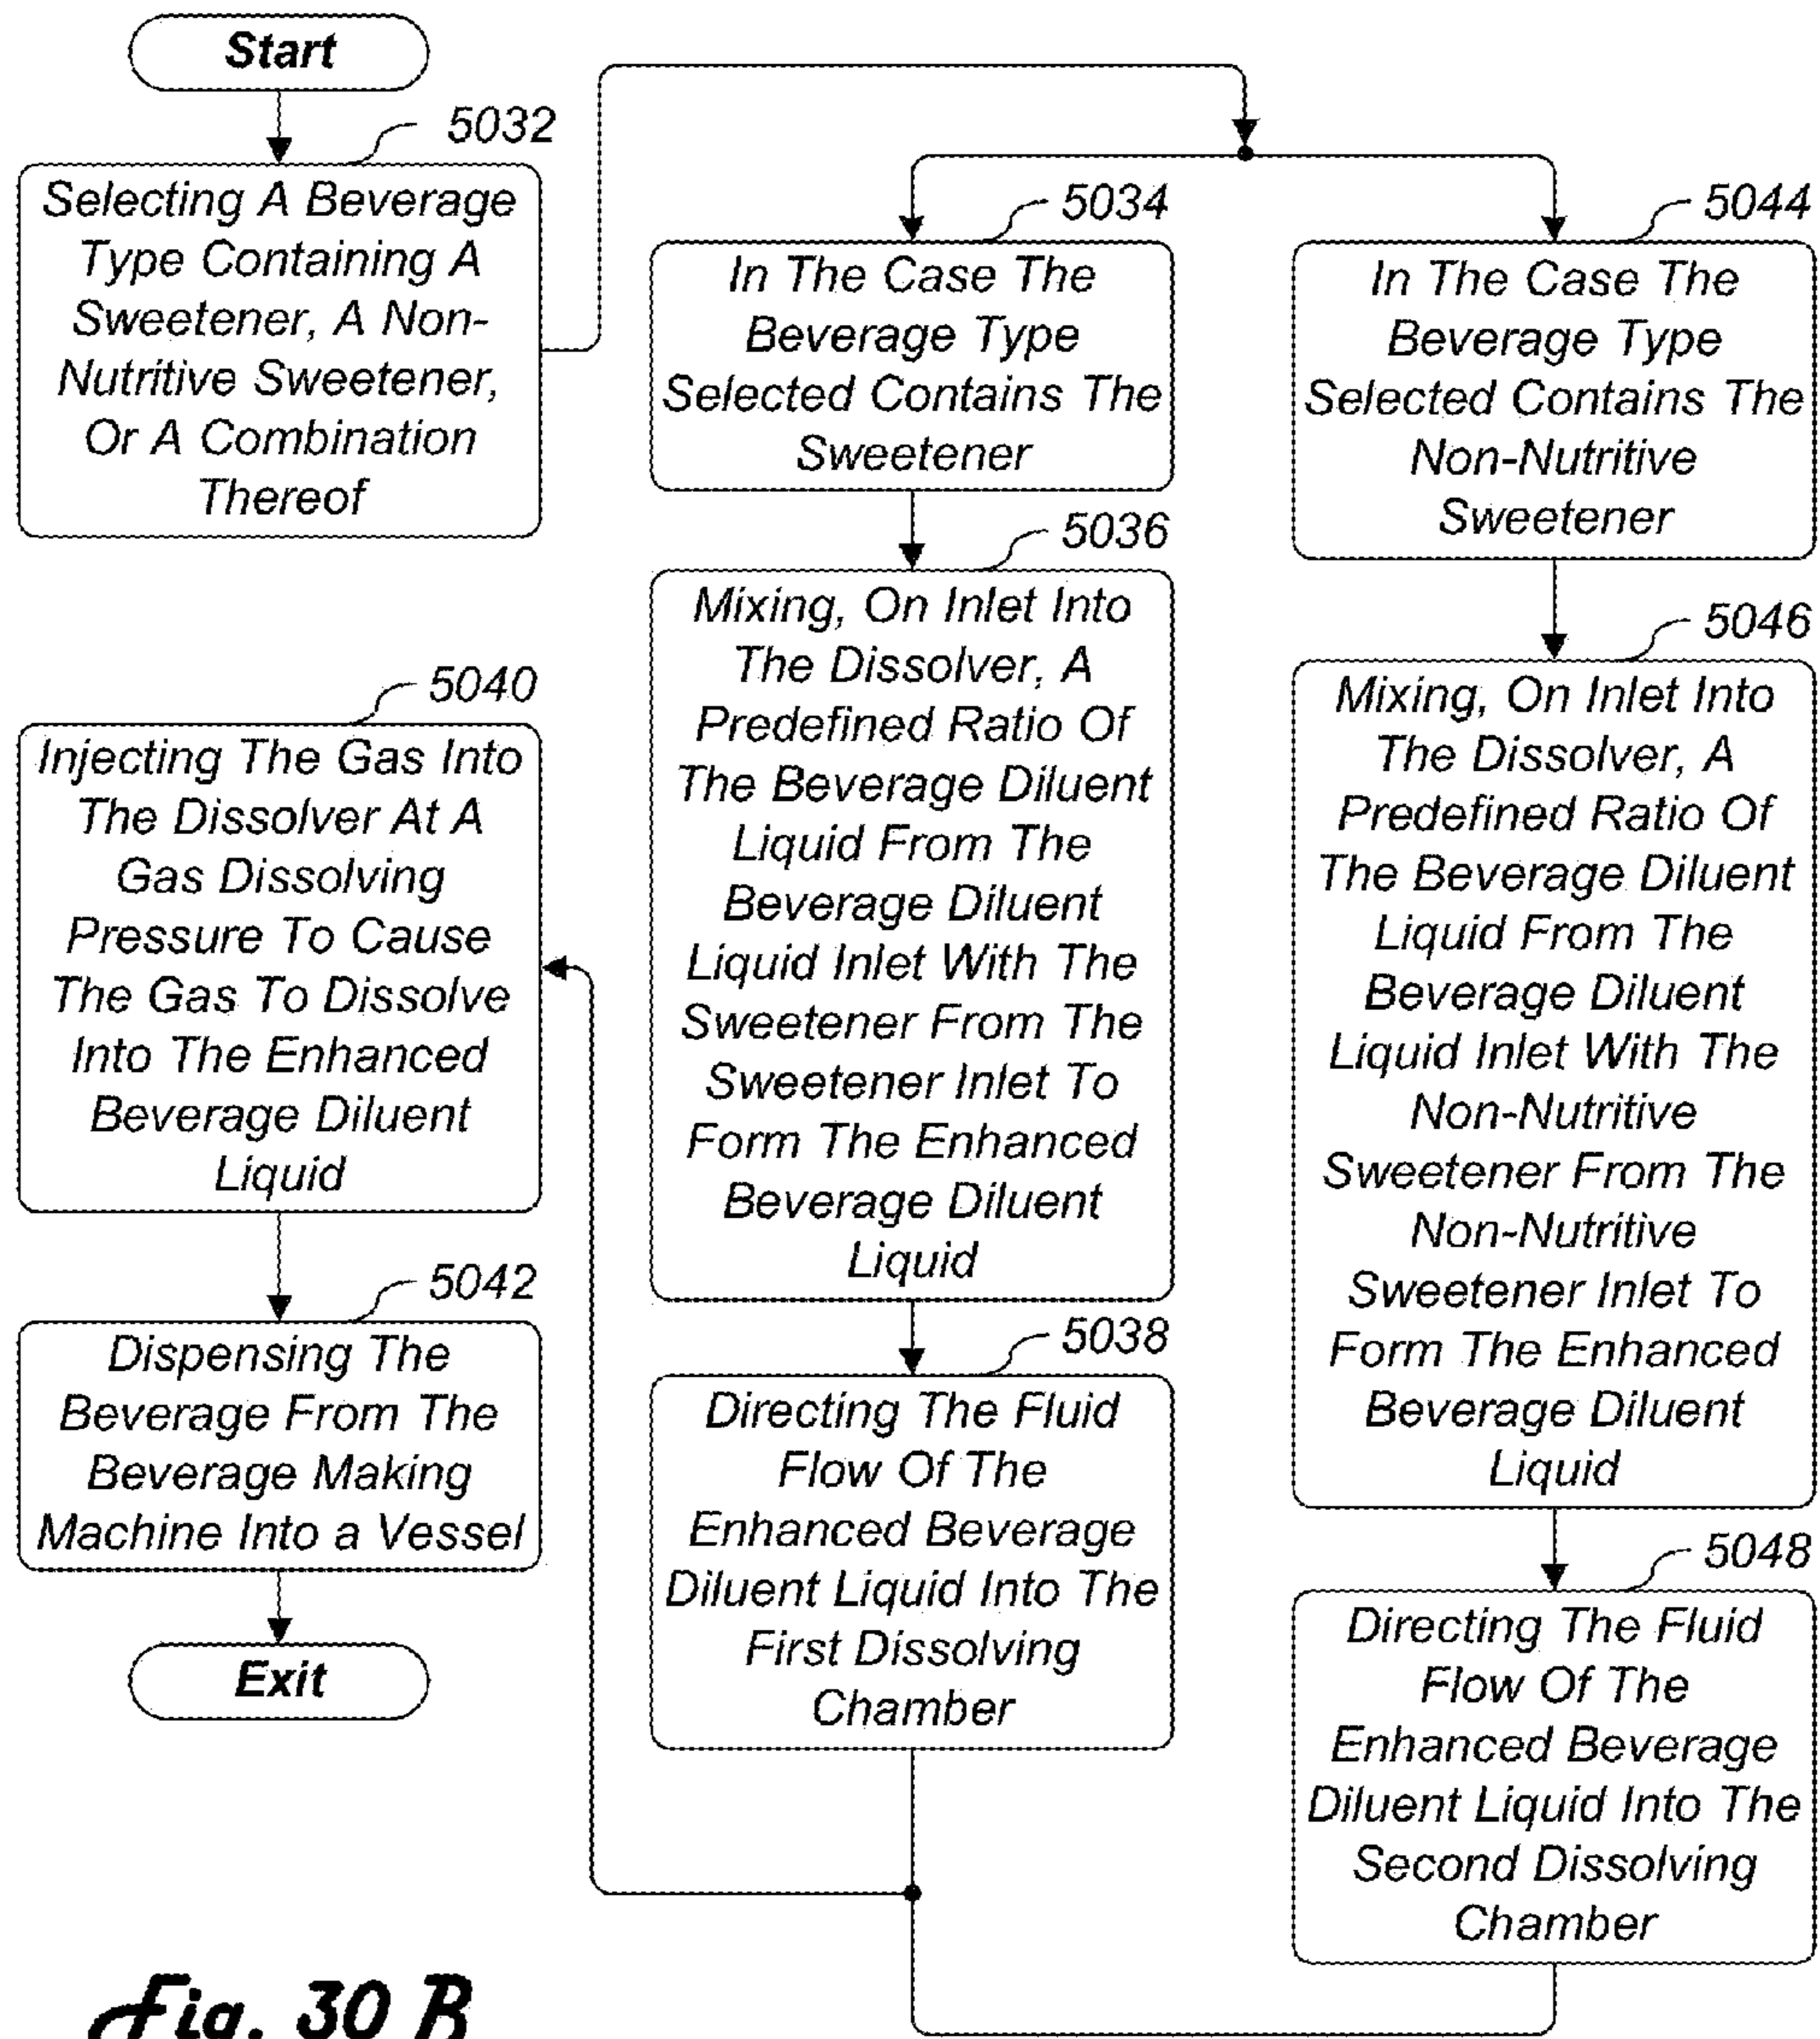 Start
5032
Selecting A Beverage
Type Containing A
Sweetener, A Non-
Nutritive Sweetener,
Or A Combination
Thereof
5034
In The Case The
Beverage Type
Selected Contains The
Sweetener
5036
Mixing, On Inlet Into
The Dissolver, A
Predefined Ratio Of
The Beverage Diluent
Liquid From The
Beverage Diluent
Liquid Inlet With The
Sweetener From The
Sweetener Inlet To
Form The Enhanced
Beverage Diluent
Liquid
5038
Directing The Fluid
Flow Of The
Enhanced Beverage
Diluent Liquid Into The
First Dissolving
Chamber
5044
In The Case The
Beverage Type
Selected Contains The
Non-Nutritive
Sweetener
5046
Mixing, On Inlet Into
The Dissolver, A
Predefined Ratio Of
The Beverage Diluent
Liquid From The
Beverage Diluent
Liquid Inlet With The
Non-Nutritive
Sweetener From The
Non-Nutritive
Sweetener Inlet To
Form The Enhanced
Beverage Diluent
Liquid
5048
Directing The Fluid
Flow Of The
Enhanced Beverage
Diluent Liquid Into The
Second Dissolving
Chamber
5040
Injecting The Gas Into
The Dissolver At A
Gas Dissolving
Pressure To Cause
The Gas To Dissolve
Into The Enhanced
Beverage Diluent
Liquid
5042
Dispensing The
Beverage From The
Beverage Making
Machine Into a Vessel
Exit
Fig. 30 B